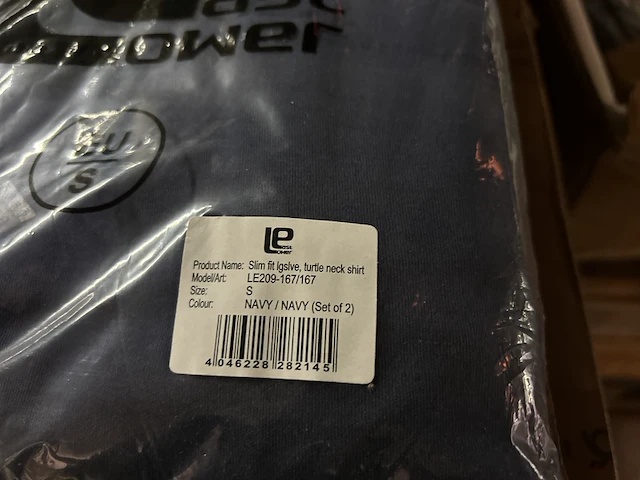 E.U.
S
Le
Product Name: Slim fit lgslve, turtle neck shirt
Model/Art: LE209-167/167
Size: S
Colour: NAVY / NAVY (Set of 2)
4 046228 282145